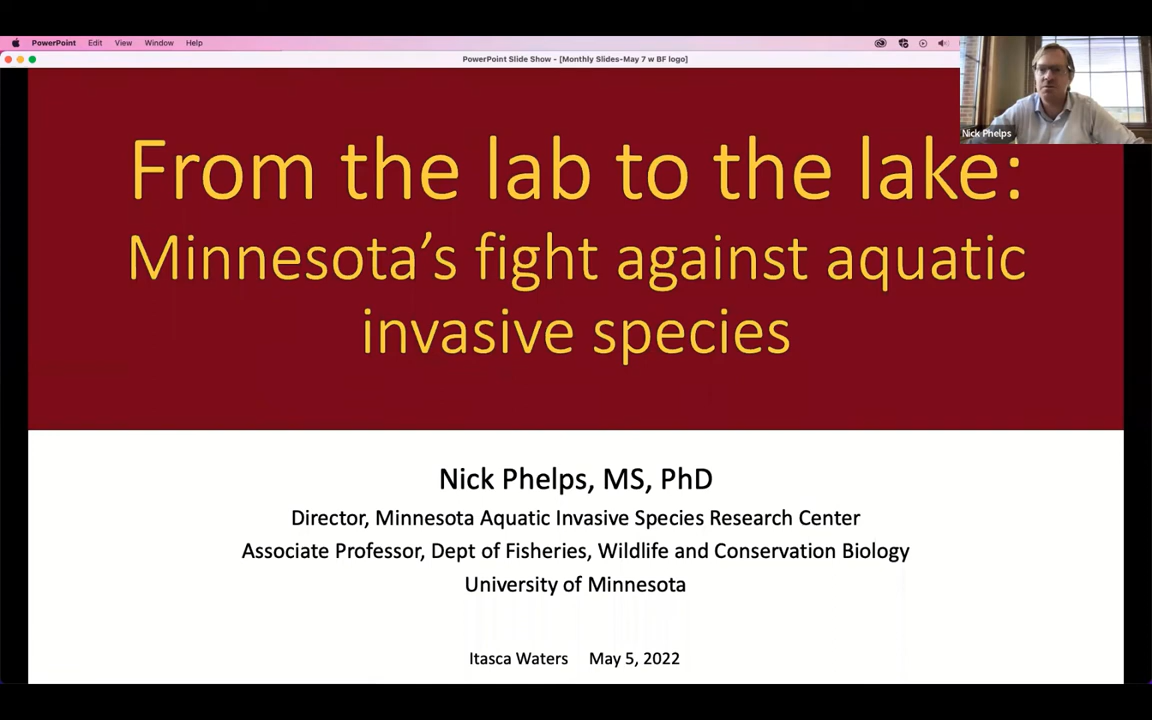 PowerPoint Edit View Window Help
PowerPoint Slide Show - [Monthly Slides-May 7 w BF logo]
Nick Phelps
From the lab to the lake:
Minnesota’s fight against aquatic
invasive species
Nick Phelps, MS, PhD
Director, Minnesota Aquatic Invasive Species Research Center
Associate Professor, Dept of Fisheries, Wildlife and Conservation Biology
University of Minnesota
Itasca Waters May 5, 2022